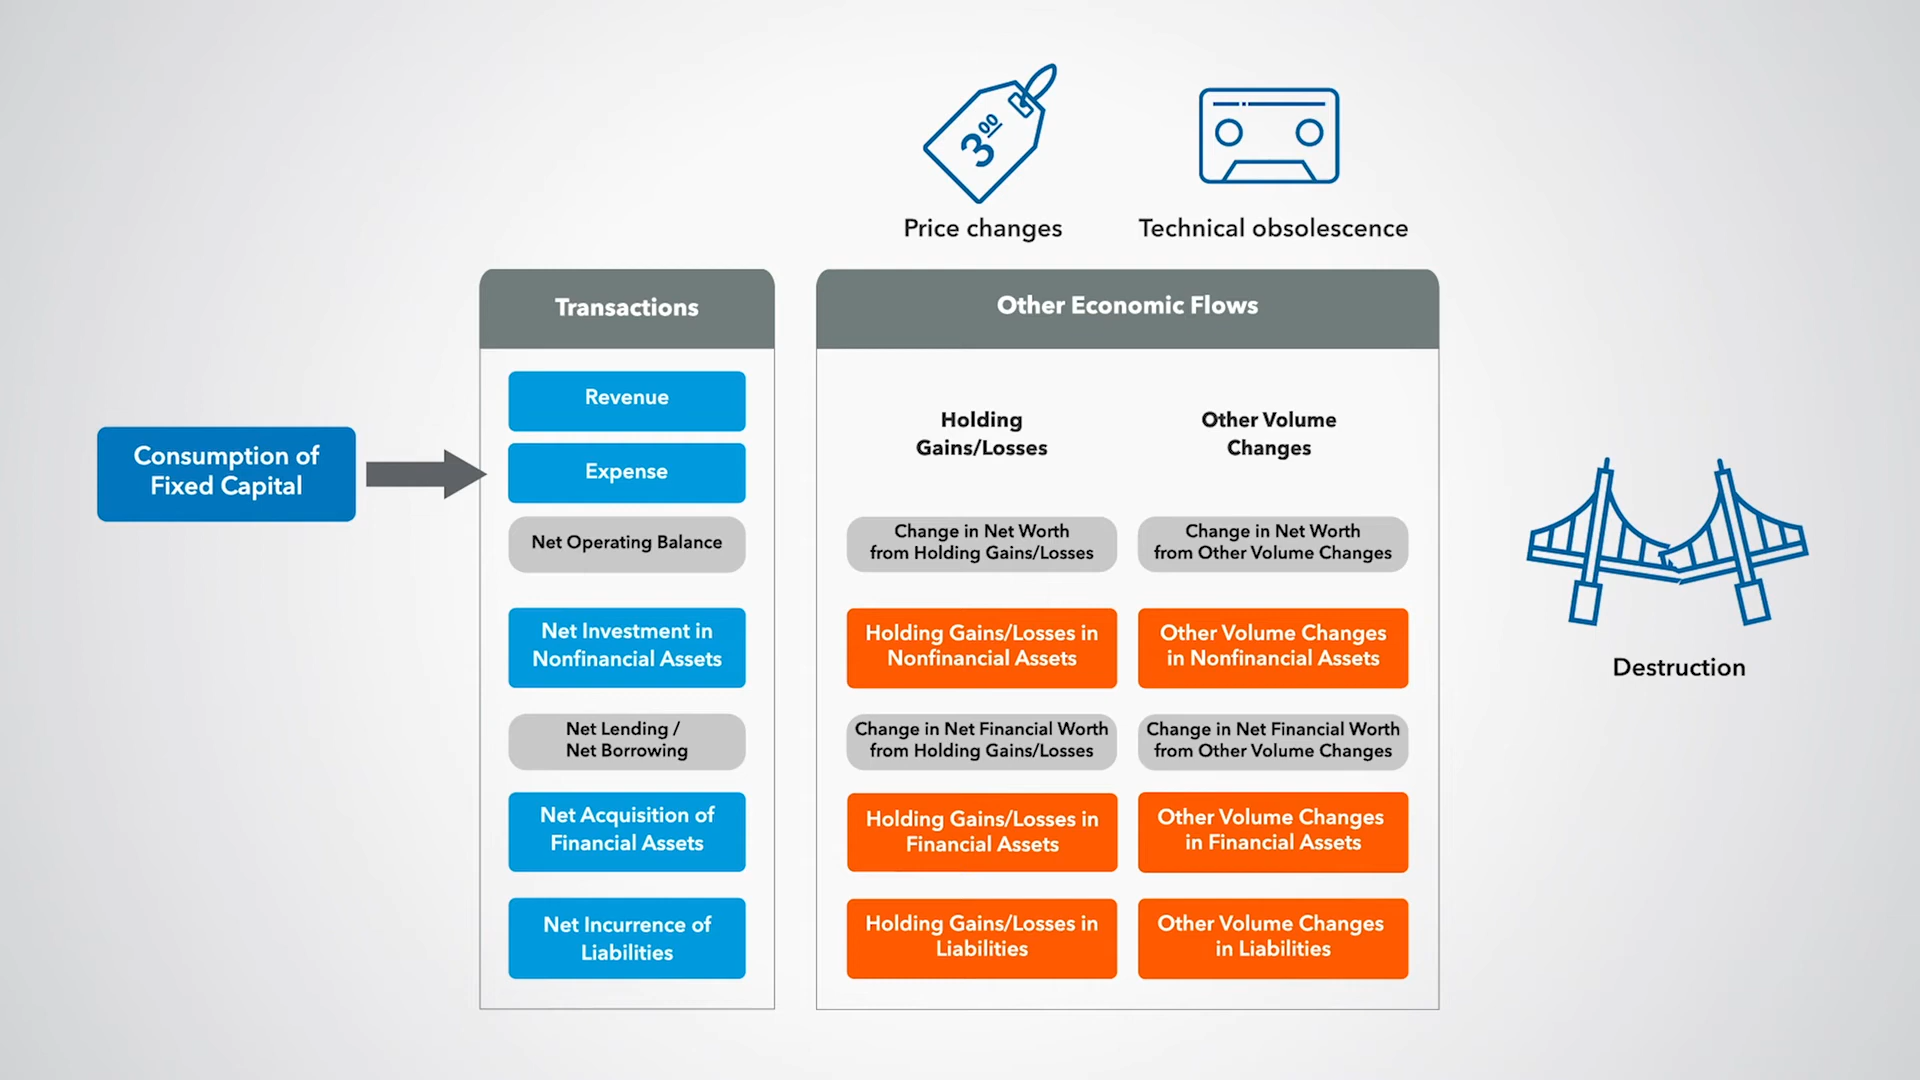 3⁰⁰
Price changes
Technical obsolescence
Transactions
Other Economic Flows
Consumption of
Fixed Capital
Revenue
Expense
Net Operating Balance
Net Investment in
Nonfinancial Assets
Net Lending /
Net Borrowing
Net Acquisition of
Financial Assets
Net Incurrence of
Liabilities
Holding
Gains/Losses
Change in Net Worth
from Holding Gains/Losses
Holding Gains/Losses in
Nonfinancial Assets
Change in Net Financial Worth
from Holding Gains/Losses
Holding Gains/Losses in
Financial Assets
Holding Gains/Losses in
Liabilities
Other Volume
Changes
Change in Net Worth
from Other Volume Changes
Other Volume Changes
in Nonfinancial Assets
Change in Net Financial Worth
from Other Volume Changes
Other Volume Changes
in Financial Assets
Other Volume Changes
in Liabilities
Destruction